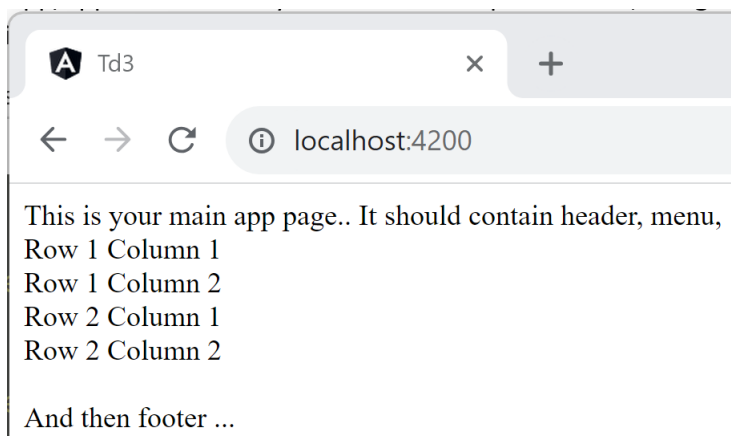 Td3
localhost:4200
This is your main app page.. It should contain header, menu,
Row 1 Column 1
Row 1 Column 2
Row 2 Column 1
Row 2 Column 2
And then footer ...